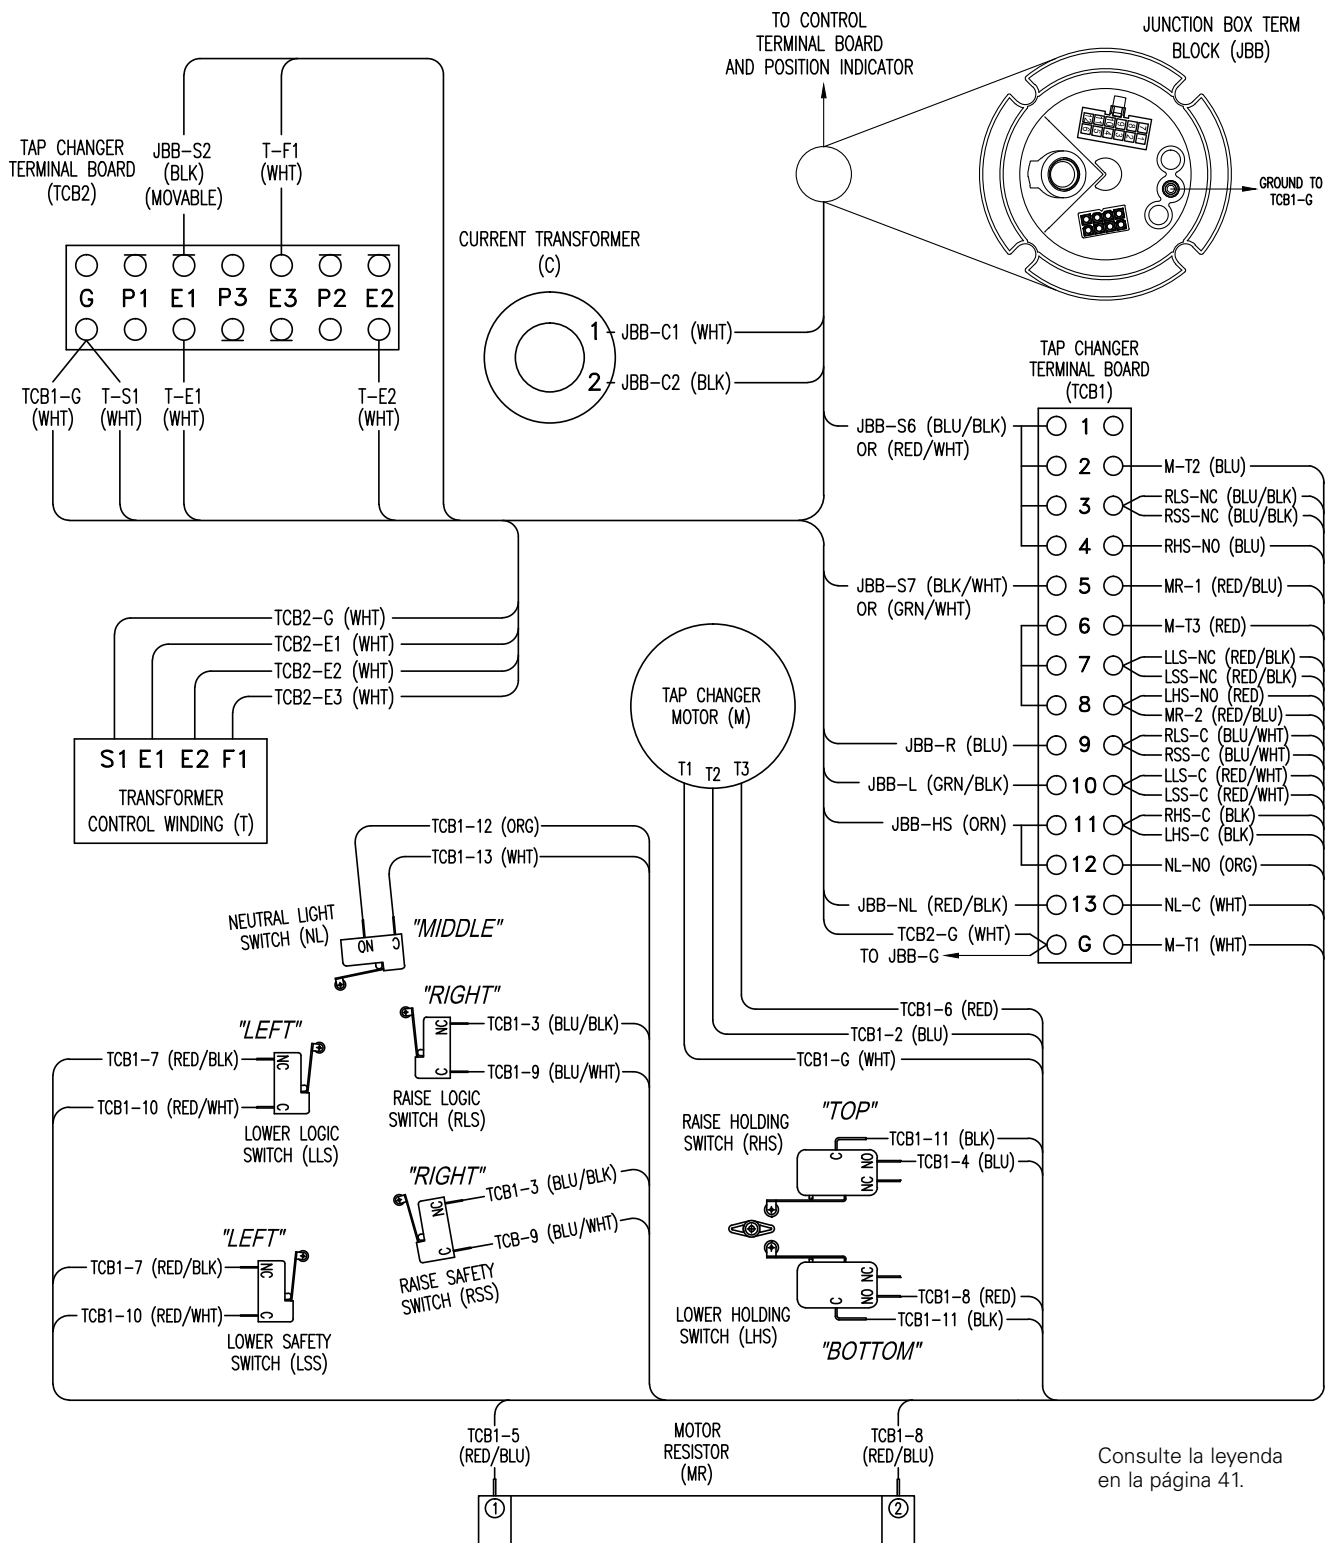 TO CONTROL
TERMINAL BOARD
AND POSITION INDICATOR
JUNCTION BOX TERM
BLOCK (JBB)
GROUND TO
TCB1-G
TAP CHANGER
TERMINAL BOARD
(TCB2)
JBB-S2
(BLK)
(MOVABLE)
T-F1
(WHT)
G P1 E1 P3 E3 P2 E2
TCB1-G
(WHT)
T-S1
(WHT)
T-E1
(WHT)
T-E2
(WHT)
CURRENT TRANSFORMER
(C)
1 JBB-C1 (WHT)
2 JBB-C2 (BLK)
TAP CHANGER
TERMINAL BOARD
(TCB1)
JBB-S6 (BLU/BLK)
OR (RED/WHT)
1
2 M-T2 (BLU)
3 RLS-NC (BLU/BLK)
RSS-NC (BLU/BLK)
4 RHS-NO (BLU)
JBB-S7 (BLK/WHT)
OR (GRN/WHT)
5 MR-1 (RED/BLU)
6 M-T3 (RED)
7 LLS-NC (RED/BLK)
LSS-NC (RED/BLK)
8 LHS-NO (RED)
MR-2 (RED/BLU)
JBB-R (BLU) 9 RLS-C (BLU/WHT)
RSS-C (BLU/WHT)
JBB-L (GRN/BLK) 10 LLS-C (RED/WHT)
LSS-C (RED/WHT)
JBB-HS (ORN) 11 RHS-C (BLK)
LHS-C (BLK)
12 NL-NO (ORG)
JBB-NL (RED/BLK) 13 NL-C (WHT)
TCB2-G (WHT)
TO JBB-G
G M-T1 (WHT)
TCB2-G (WHT)
TCB2-E1 (WHT)
TCB2-E2 (WHT)
TCB2-E3 (WHT)
S1 E1 E2 F1
TRANSFORMER
CONTROL WINDING (T)
TAP CHANGER
MOTOR (M)
T1 T2 T3
TCB1-12 (ORG)
TCB1-13 (WHT)
NEUTRAL LIGHT
SWITCH (NL)
NO C
"MIDDLE"
TCB1-6 (RED)
TCB1-2 (BLU)
TCB1-G (WHT)
"RIGHT"
NC TCB1-3 (BLU/BLK)
C TCB1-9 (BLU/WHT)
RAISE LOGIC
SWITCH (RLS)
"LEFT"
TCB1-7 (RED/BLK) NC
TCB1-10 (RED/WHT) C
LOWER LOGIC
SWITCH (LLS)
"RIGHT"
NC TCB1-3 (BLU/BLK)
C TCB-9 (BLU/WHT)
RAISE SAFETY
SWITCH (RSS)
"LEFT"
TCB1-7 (RED/BLK) NC
TCB1-10 (RED/WHT) C
LOWER SAFETY
SWITCH (LSS)
RAISE HOLDING
SWITCH (RHS)
"TOP"
C TCB1-11 (BLK)
NO TCB1-4 (BLU)
NC
LOWER HOLDING
SWITCH (LHS)
NC
NO TCB1-8 (RED)
C TCB1-11 (BLK)
"BOTTOM"
TCB1-5
(RED/BLU)
MOTOR
RESISTOR
(MR)
TCB1-8
(RED/BLU)
1
2
Consulte la leyenda
en la página 41.